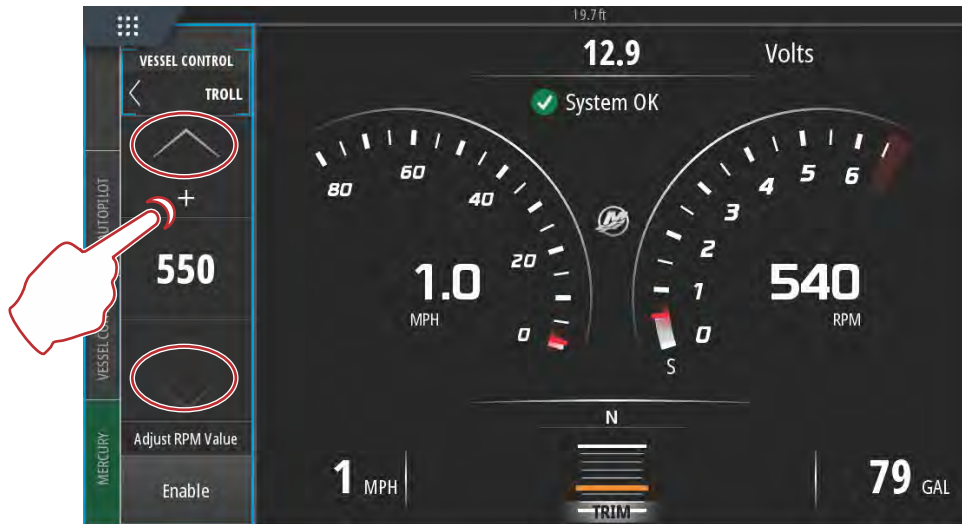 19.7 ft
VESSEL CONTROL
TROLL
+
550
Adjust RPM Value
Enable
AUTOPILOT
MERCURY
12.9 Volts
System OK
80 60 40 20 0
1.0
MPH
6 5 4 3 2 1 0
S
540
RPM
N
TRIM
1 MPH
79 GAL